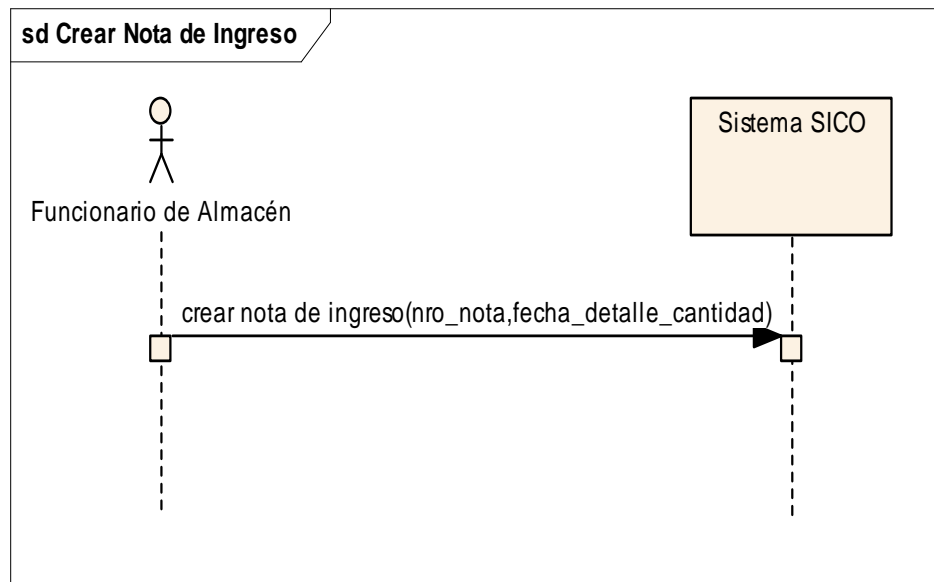 sd Crear Nota de Ingreso
Sistema SICO
Funcionario de Almacén
crear nota de ingreso(nro_nota,fecha_detalle_cantidad)